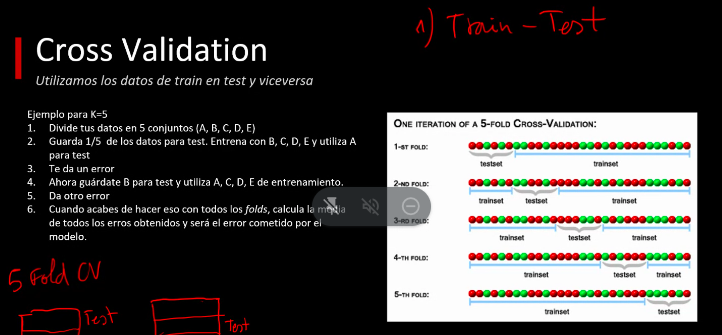 1) Train - Test
Cross Validation
Utilizamos los datos de train en test y viceversa
Ejemplo para K=5
1. Divide tus datos en 5 conjuntos (A, B, C, D, E)
2. Guarda 1/5 de los datos para test. Entrena con B, C, D, E y utiliza A
para test
3. Te da un error
4. Ahora guárdate B para test y utiliza A, C, D, E de entrenamiento.
5. Da otro error
6. Cuando acabes de hacer eso con todos los folds, calcula la media
de todos los erros obtenidos y será el error cometido por el
modelo.
ONE ITERATION OF A 5-FOLD CROSS-VALIDATION:
1-ST FOLD:
testset trainset
2-ND FOLD:
trainset testset trainset
3-RD FOLD:
trainset testset trainset
4-TH FOLD:
trainset testset trainset
5-TH FOLD:
trainset testset
5 Fold CV
Test
Test